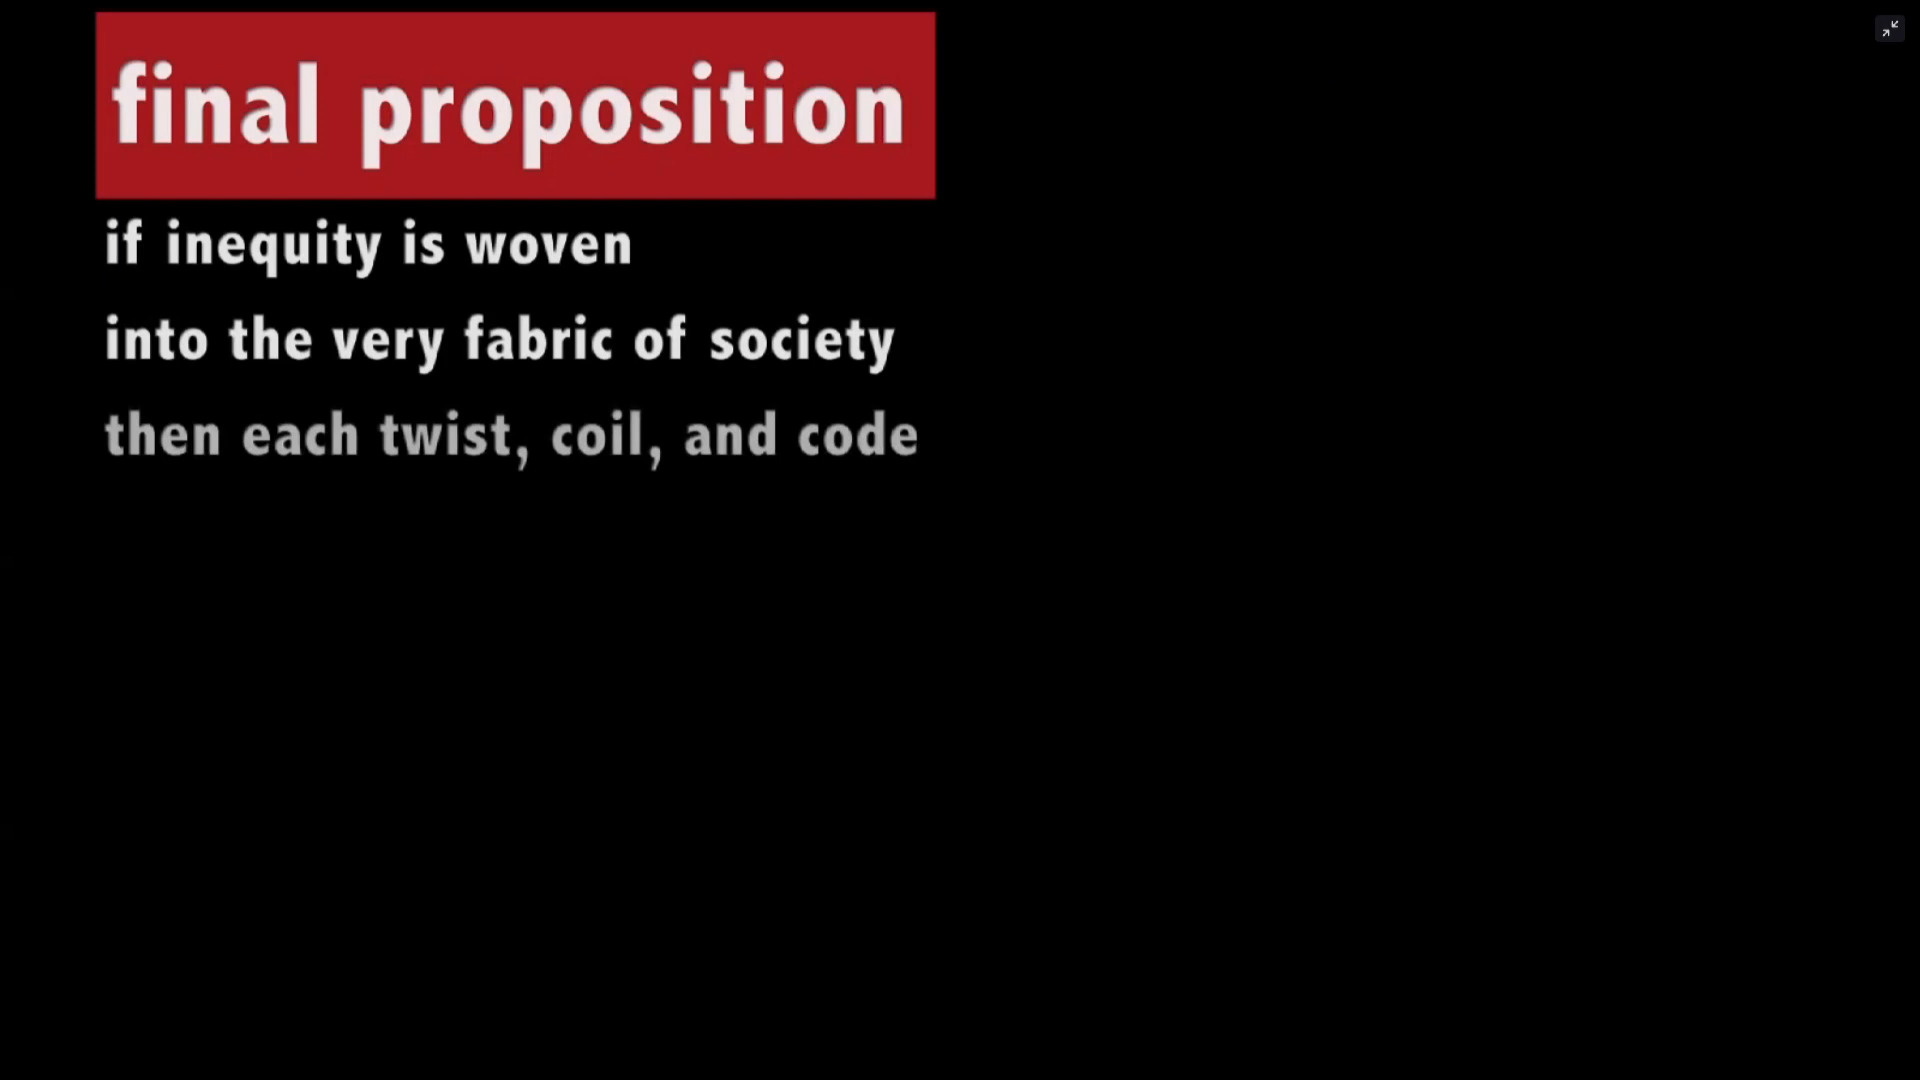 final proposition
if inequity is woven
into the very fabric of society
then each twist, coil, and code